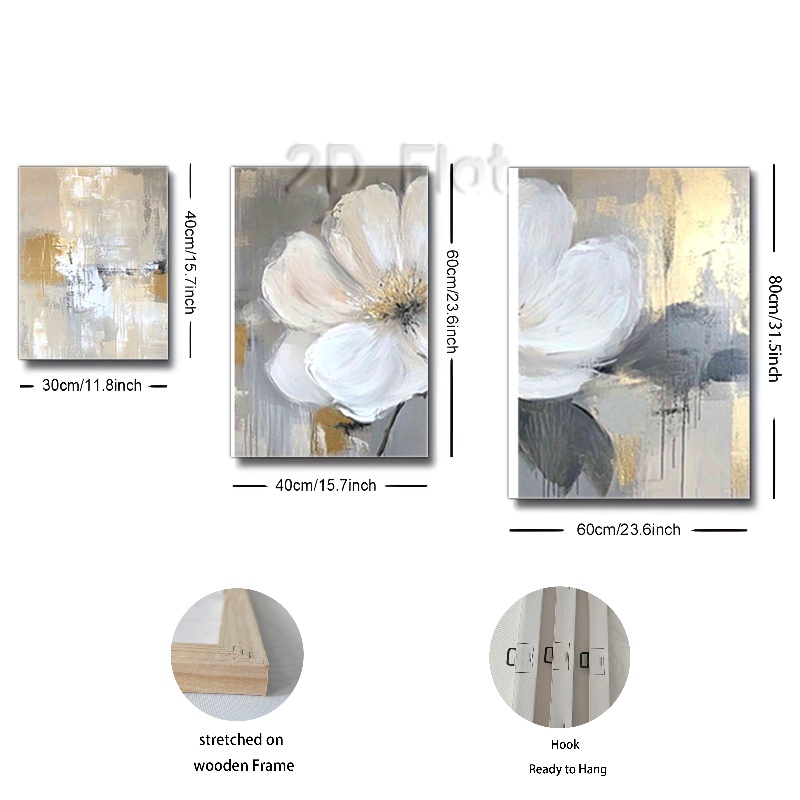 2D Flat
40cm/15.7inch
30cm/11.8inch
60cm/23.6inch
40cm/15.7inch
80cm/31.5inch
60cm/23.6inch
stretched on
wooden Frame
Hook
Ready to Hang